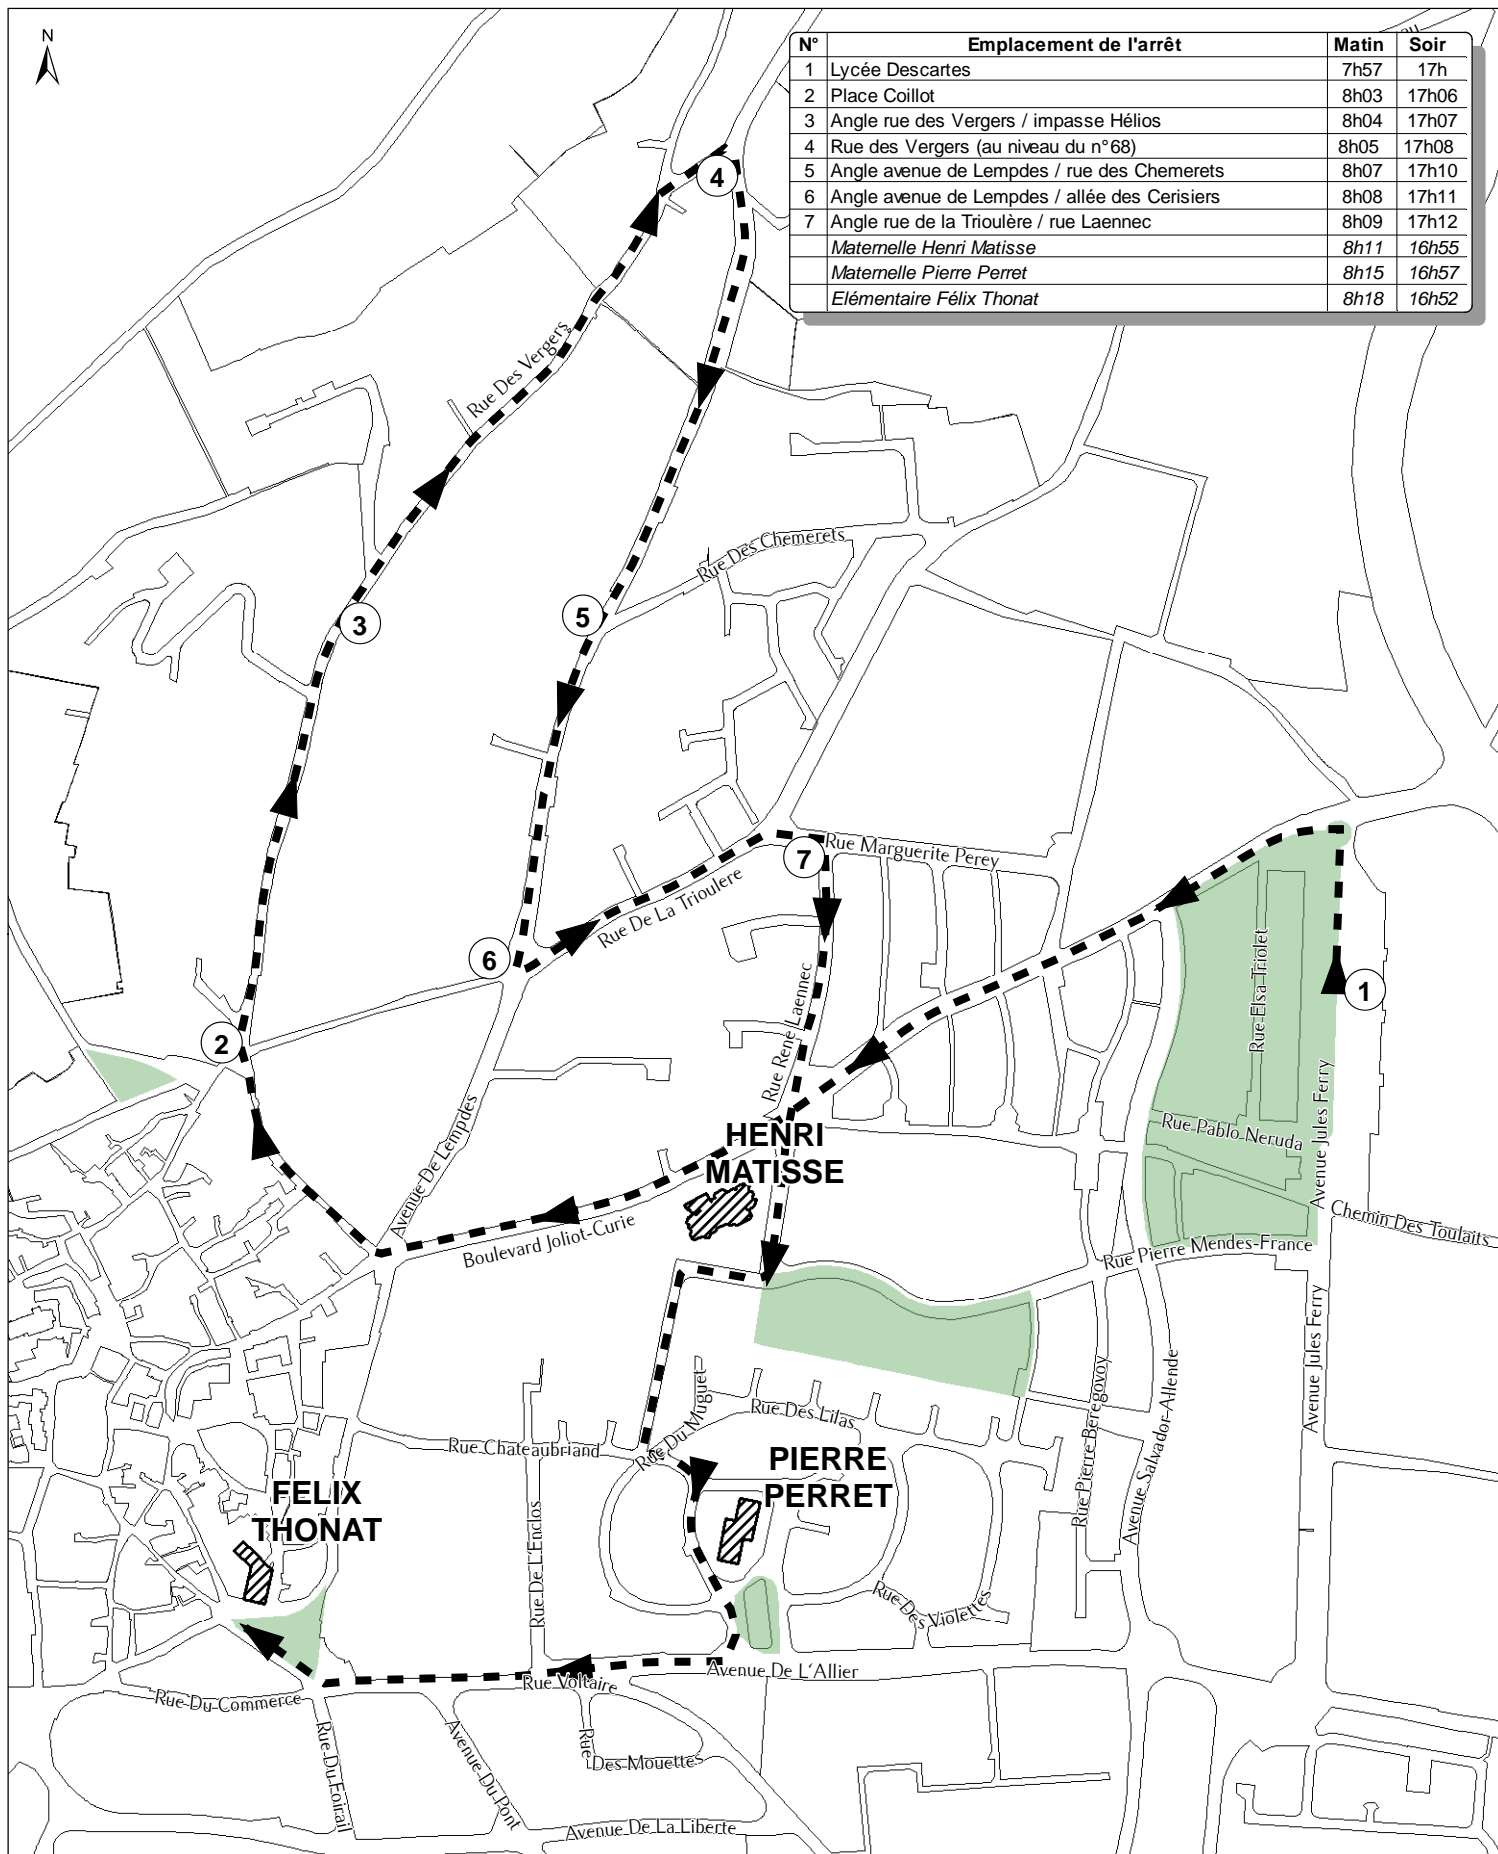 N
N° Emplacement de l'arrêt Matin Soir
1 Lycée Descartes 7h57 17h
2 Place Coillot 8h03 17h06
3 Angle rue des Vergers / impasse Hélios 8h04 17h07
4 Rue des Vergers (au niveau du n°68) 8h05 17h08
5 Angle avenue de Lempdes / rue des Chemerets 8h07 17h10
6 Angle avenue de Lempdes / allée des Cerisiers 8h08 17h11
7 Angle rue de la Trioulère / rue Laennec 8h09 17h12
Maternelle Henri Matisse 8h11 16h55
Maternelle Pierre Perret 8h15 16h57
Elémentaire Félix Thonat 8h18 16h52
4
Rue Des Vergers
Rue Des Chemerets
3
5
7
Rue Marguerite Perey
Rue De La Trioulere
6
Rue Elsa Triolet
1
2
Rue Rene Laennec
Avenue De Lempdes
HENRI
MATISSE
Rue Pablo Neruda
Avenue Jules Ferry
Boulevard Joliot-Curie
Chemin Des Toulaits
Rue Pierre Mendes-France
Avenue Jules Ferry
Rue Du Muguet
Rue Des Lilas
Rue Pierre Beregovoy
Avenue Salvador Allende
Rue Chateaubriand
PIERRE
PERRET
FELIX
THONAT
Rue De L'Enclos
Rue Des Violettes
Avenue De L'Allier
Rue Voltaire
Rue Du Commerce
Rue Du Foirail
Avenue Du Pont
Rue Des Mouettes
Avenue De La Liberte